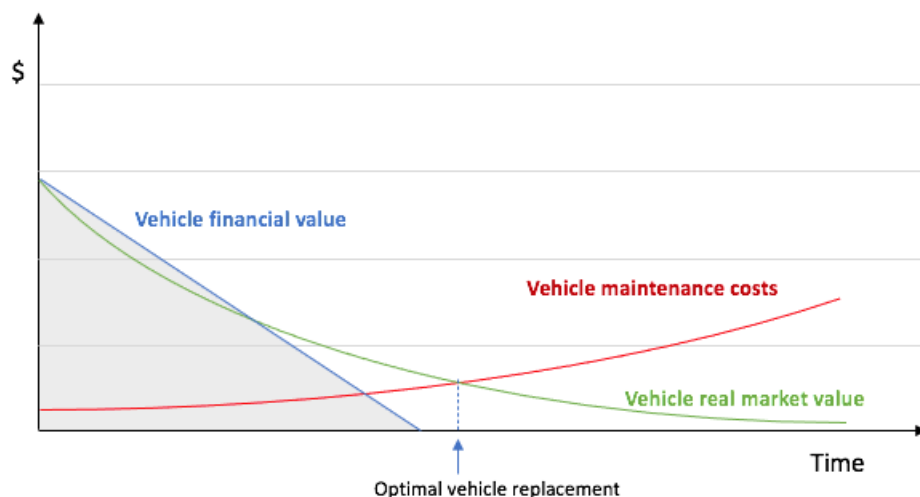 $
Vehicle financial value
Vehicle maintenance costs
Vehicle real market value
Time
Optimal vehicle replacement